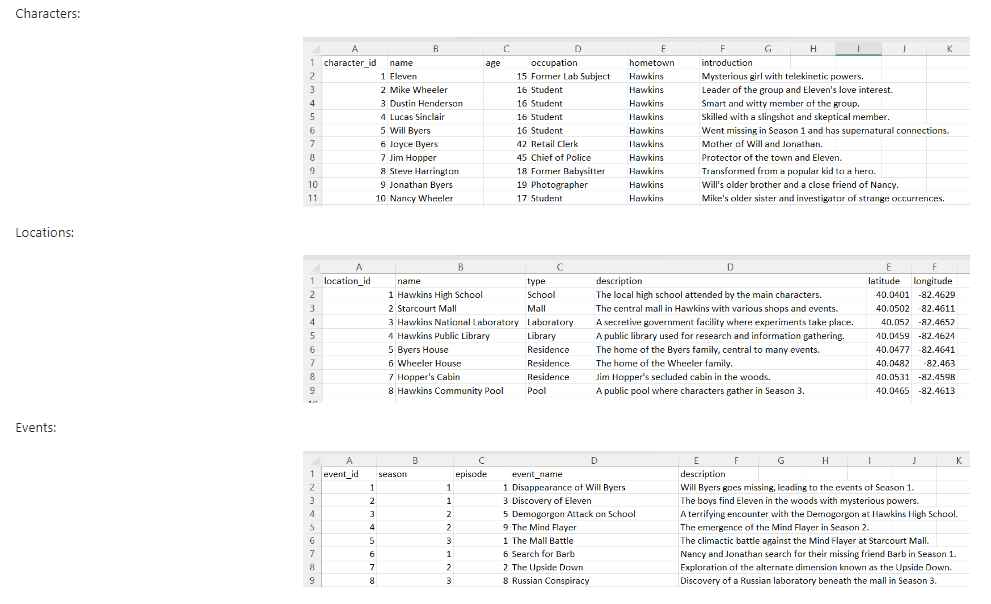 Characters:
A B C D E F G H I J K
1 character_id name age occupation hometown introduction
2 1 Eleven 15 Former Lab Subject Hawkins Mysterious girl with telekinetic powers.
3 2 Mike Wheeler 16 Student Hawkins Leader of the group and Eleven's love interest.
4 3 Dustin Henderson 16 Student Hawkins Smart and witty member of the group.
5 4 Lucas Sinclair 16 Student Hawkins Skilled with a slingshot and skeptical member.
6 5 Will Byers 16 Student Hawkins Went missing in Season 1 and has supernatural connections.
7 6 Joyce Byers 42 Retail Clerk Hawkins Mother of Will and Jonathan.
8 7 Jim Hopper 45 Chief of Police Hawkins Protector of the town and Eleven.
9 8 Steve Harrington 18 Former Babysitter Hawkins Transformed from a popular kid to a hero.
10 9 Jonathan Byers 19 Photographer Hawkins Will's older brother and a close friend of Nancy.
11 10 Nancy Wheeler 17 Student Hawkins Mike's older sister and investigator of strange occurrences.
Locations:
A B C D E F
1 location_id name type description latitude longitude
2 1 Hawkins High School School The local high school attended by the main characters. 40.0401 -82.4629
3 2 Starcourt Mall Mall The central mall in Hawkins with various shops and events. 40.0502 -82.4611
4 3 Hawkins National Laboratory Laboratory A secretive government facility where experiments take place. 40.052 -82.4652
5 4 Hawkins Public Library Library A public library used for research and information gathering. 40.0459 -82.4624
6 5 Byers House Residence The home of the Byers family, central to many events. 40.0477 -82.4641
7 6 Wheeler House Residence The home of the Wheeler family. 40.0482 -82.463
8 7 Hopper's Cabin Residence Jim Hopper's secluded cabin in the woods. 40.0531 -82.4598
9 8 Hawkins Community Pool Pool A public pool where characters gather in Season 3. 40.0465 -82.4613
Events:
A B C D E F G H I J K
1 event_id season episode event_name description
2 1 1 1 Disappearance of Will Byers Will Byers goes missing, leading to the events of Season 1.
3 2 1 3 Discovery of Eleven The boys find Eleven in the woods with mysterious powers.
4 3 2 5 Demogorgon Attack on School A terrifying encounter with the Demogorgon at Hawkins High School.
5 4 2 9 The Mind Flayer The emergence of the Mind Flayer in Season 2.
6 5 3 1 The Mall Battle The climactic battle against the Mind Flayer at Starcourt Mall.
7 6 1 6 Search for Barb Nancy and Jonathan search for their missing friend Barb in Season 1.
8 7 2 2 The Upside Down Exploration of the alternate dimension known as the Upside Down.
9 8 3 8 Russian Conspiracy Discovery of a Russian laboratory beneath the mall in Season 3.